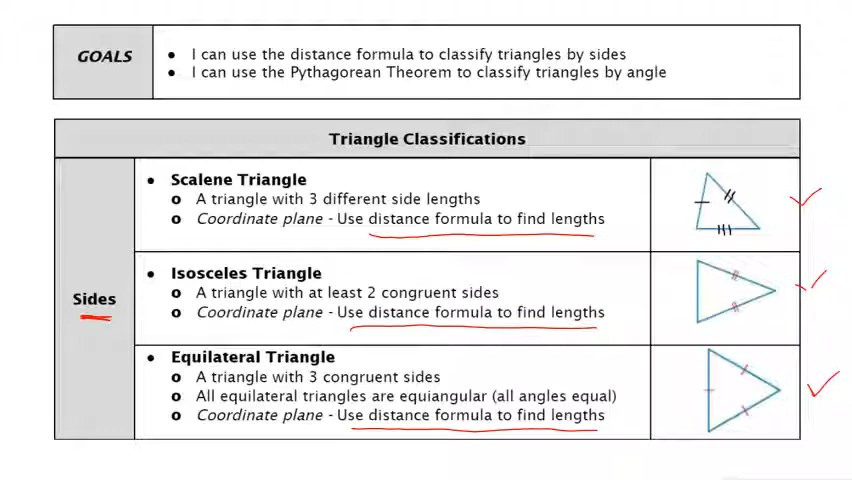 GOALS
● I can use the distance formula to classify triangles by sides
● I can use the Pythagorean Theorem to classify triangles by angle
Triangle Classifications
Sides
● Scalene Triangle
o A triangle with 3 different side lengths
o Coordinate plane - Use distance formula to find lengths
● Isosceles Triangle
o A triangle with at least 2 congruent sides
o Coordinate plane - Use distance formula to find lengths
● Equilateral Triangle
o A triangle with 3 congruent sides
o All equilateral triangles are equiangular (all angles equal)
o Coordinate plane - Use distance formula to find lengths